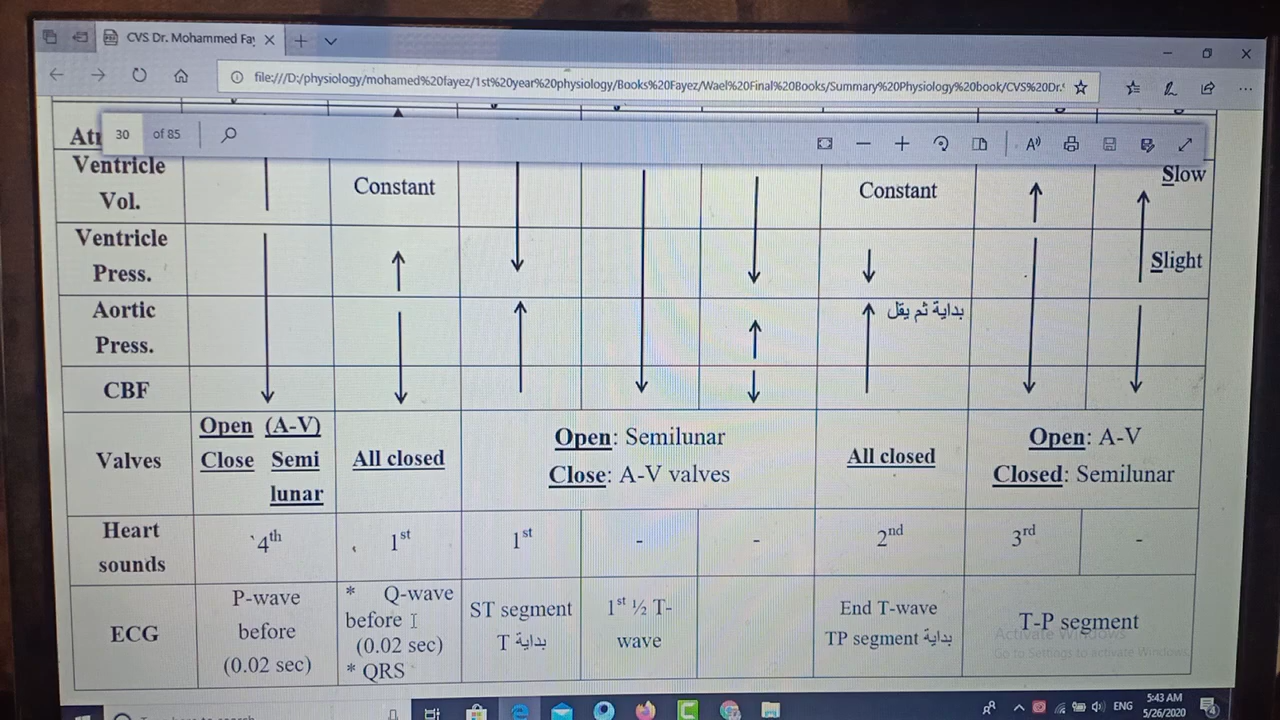 CVS Dr. Mohammed Fay
file:///D:/physiology/mohamed%20fayez/1st%20year%20physiology/Books%20Fayez/Wael%20Final%20Books/Summary%20Physiology%20book/CVS%20Dr.
30 of 85
Ventricle
Vol.
Constant
Constant
Slow
Ventricle
Press.
Slight
Aortic
Press.
بداية ثم يقل
CBF
Valves
Open (A-V)
Close Semi
lunar
All closed
Open: Semilunar
Close: A-V valves
All closed
Open: A-V
Closed: Semilunar
Heart
sounds
4th
1st
1st
-
-
2nd
3rd
-
ECG
P-wave
before
(0.02 sec)
* Q-wave
before
(0.02 sec)
* QRS
ST segment
بداية T
1st ½ T-
wave
End T-wave
TP segment بداية
T-P segment
Activate Windows
Go to Settings to activate Windows.
ENG
5:43 AM
5/26/2020